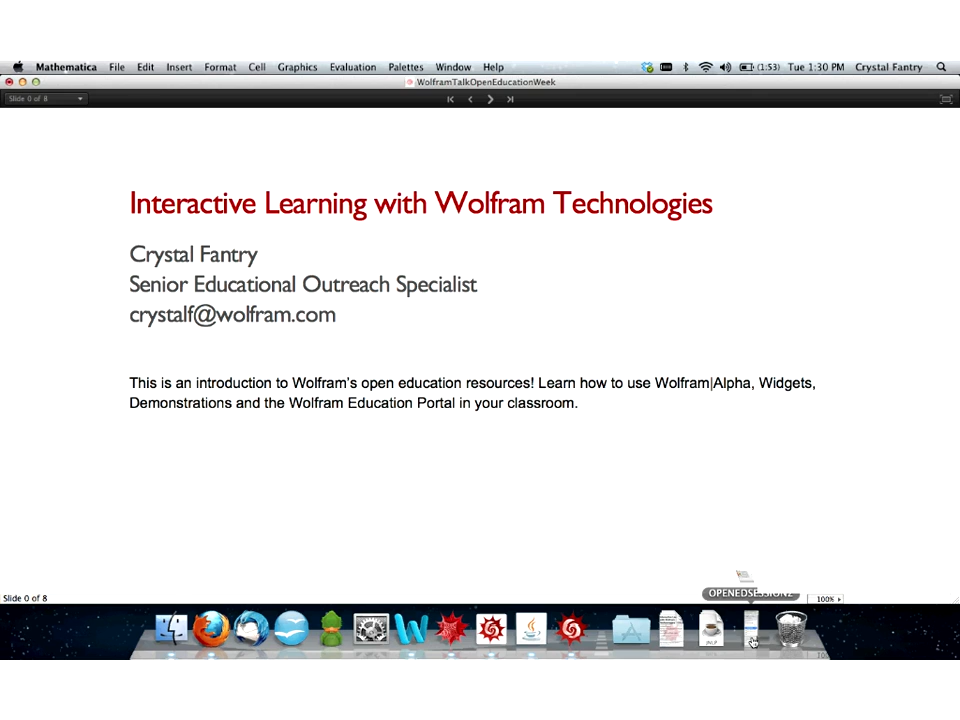 Mathematica File Edit Insert Format Cell Graphics Evaluation Palettes Window Help (1:53) Tue 1:30 PM Crystal Fantry
WolframTalkOpenEducationWeek
Slide 0 of 8
Interactive Learning with Wolfram Technologies
Crystal Fantry
Senior Educational Outreach Specialist
crystalf@wolfram.com
This is an introduction to Wolfram's open education resources! Learn how to use Wolfram|Alpha, Widgets,
Demonstrations and the Wolfram Education Portal in your classroom.
OPENEDSESSION2
Slide 0 of 8 100%
JNLP